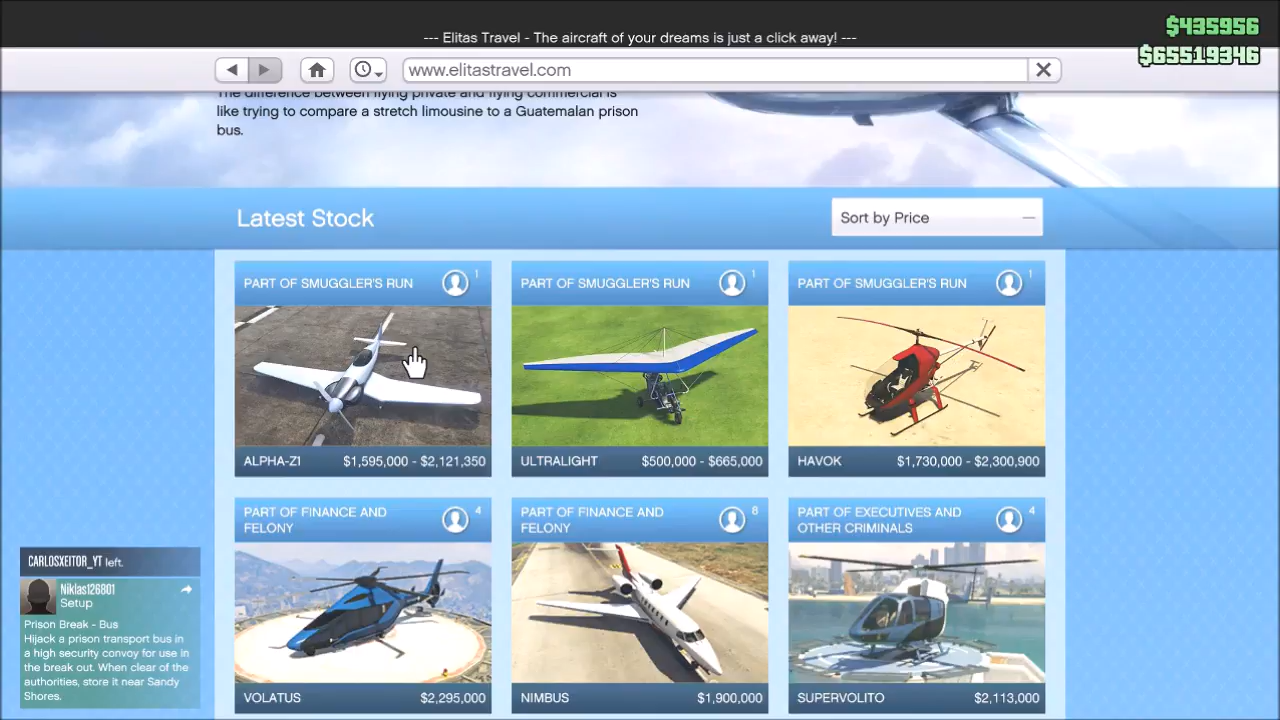 $435956
--- Elitas Travel - The aircraft of your dreams is just a click away! ---
$65519346
www.elitastravel.com
The difference between flying private and flying commercial is
like trying to compare a stretch limousine to a Guatemalan prison
bus.
Latest Stock
Sort by Price
PART OF SMUGGLER'S RUN
1
PART OF SMUGGLER'S RUN
1
PART OF SMUGGLER'S RUN
1
ALPHA-Z1
$1,595,000 - $2,121,350
ULTRALIGHT
$500,000 - $665,000
HAVOK
$1,730,000 - $2,300,900
PART OF FINANCE AND
FELONY
4
PART OF FINANCE AND
FELONY
8
PART OF EXECUTIVES AND
OTHER CRIMINALS
4
VOLATUS
$2,295,000
NIMBUS
$1,900,000
SUPERVOLITO
$2,113,000
CARLOSXEITOR_YT left.
Niklas126801
Setup
Prison Break - Bus
Hijack a prison transport bus in
a high security convoy for use in
the break out. When clear of the
authorities, store it near Sandy
Shores.